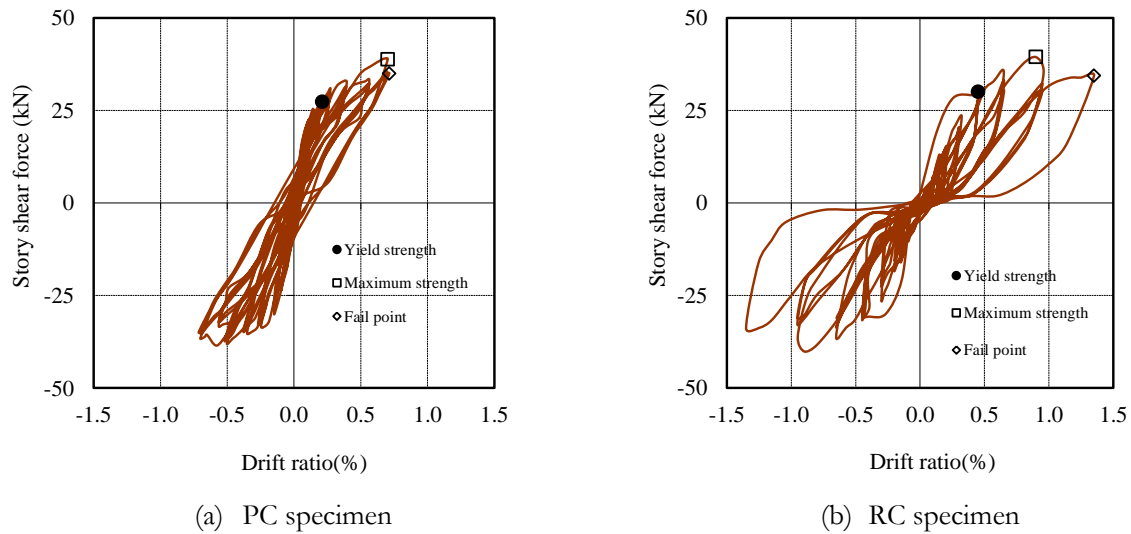 50
25
0
-25
-50
Story shear force (kN)
Yield strength
Maximum strength
Fail point
-1.5 -1.0 -0.5 0.0 0.5 1.0 1.5
Drift ratio(%)
(a) PC specimen
50
25
0
-25
-50
Story shear force (kN)
Yield strength
Maximum strength
Fail point
-1.5 -1.0 -0.5 0.0 0.5 1.0 1.5
Drift ratio(%)
(b) RC specimen